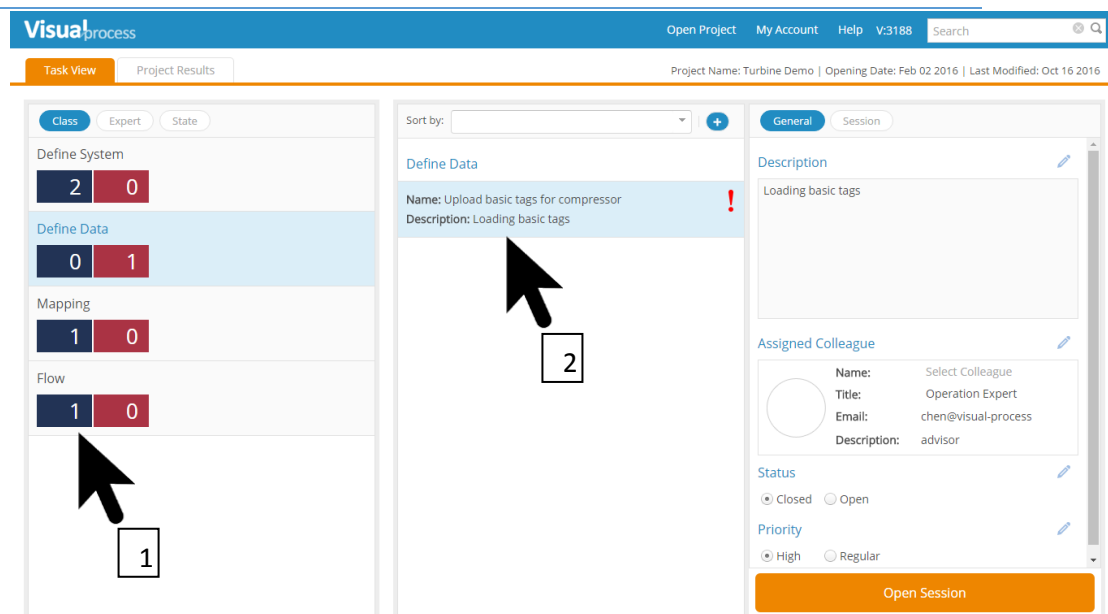 Visual process
Open Project My Account Help V:3188 Search
Task View Project Results
Project Name: Turbine Demo | Opening Date: Feb 02 2016 | Last Modified: Oct 16 2016
Class Expert State
Define System
2 0
Define Data
0 1
Mapping
1 0
Flow
1 0
1
Sort by:
Define Data
Name: Upload basic tags for compressor
Description: Loading basic tags
!
2
General Session
Description
Loading basic tags
Assigned Colleague
Name: Select Colleague
Title: Operation Expert
Email: chen@visual-process
Description: advisor
Status
Closed Open
Priority
High Regular
Open Session